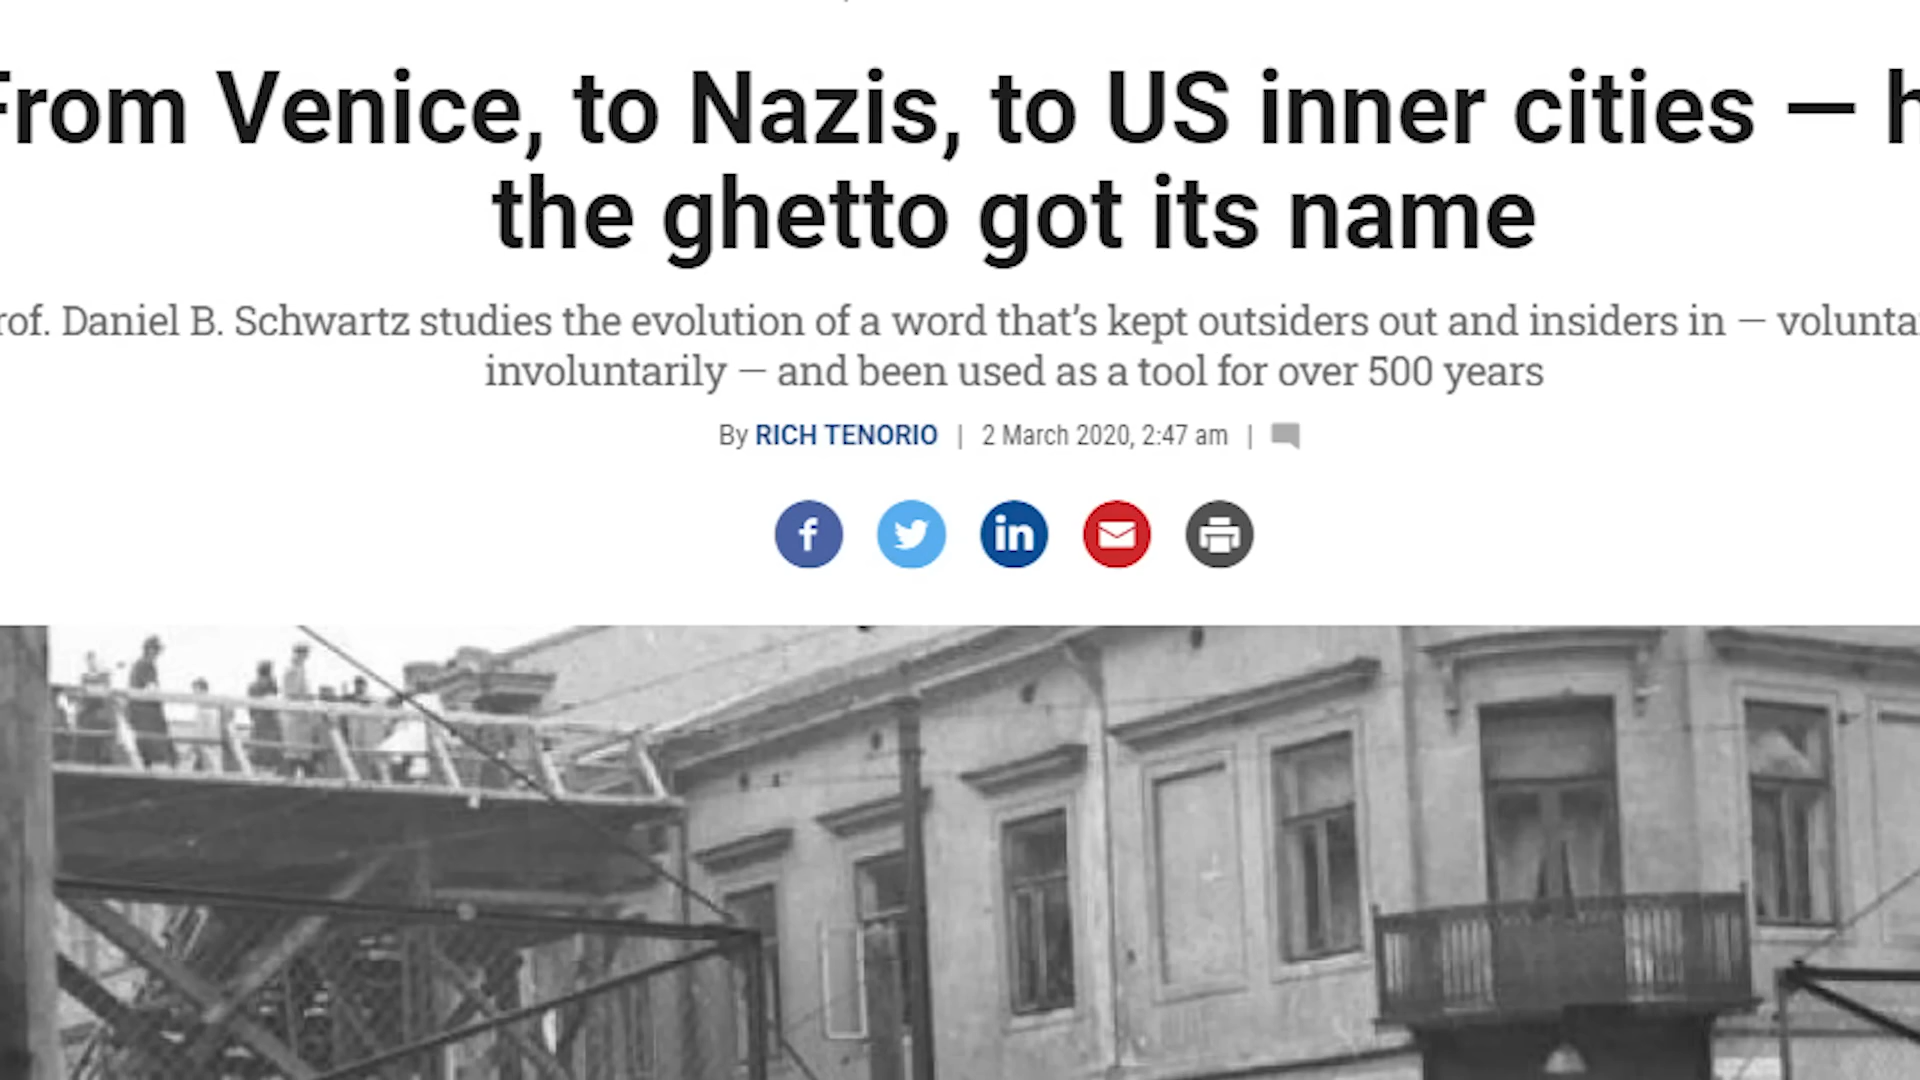 From Venice, to Nazis, to US inner cities — h
the ghetto got its name
rof. Daniel B. Schwartz studies the evolution of a word that’s kept outsiders out and insiders in — volunta
involuntarily — and been used as a tool for over 500 years
By RICH TENORIO | 2 March 2020, 2:47 am |
f in